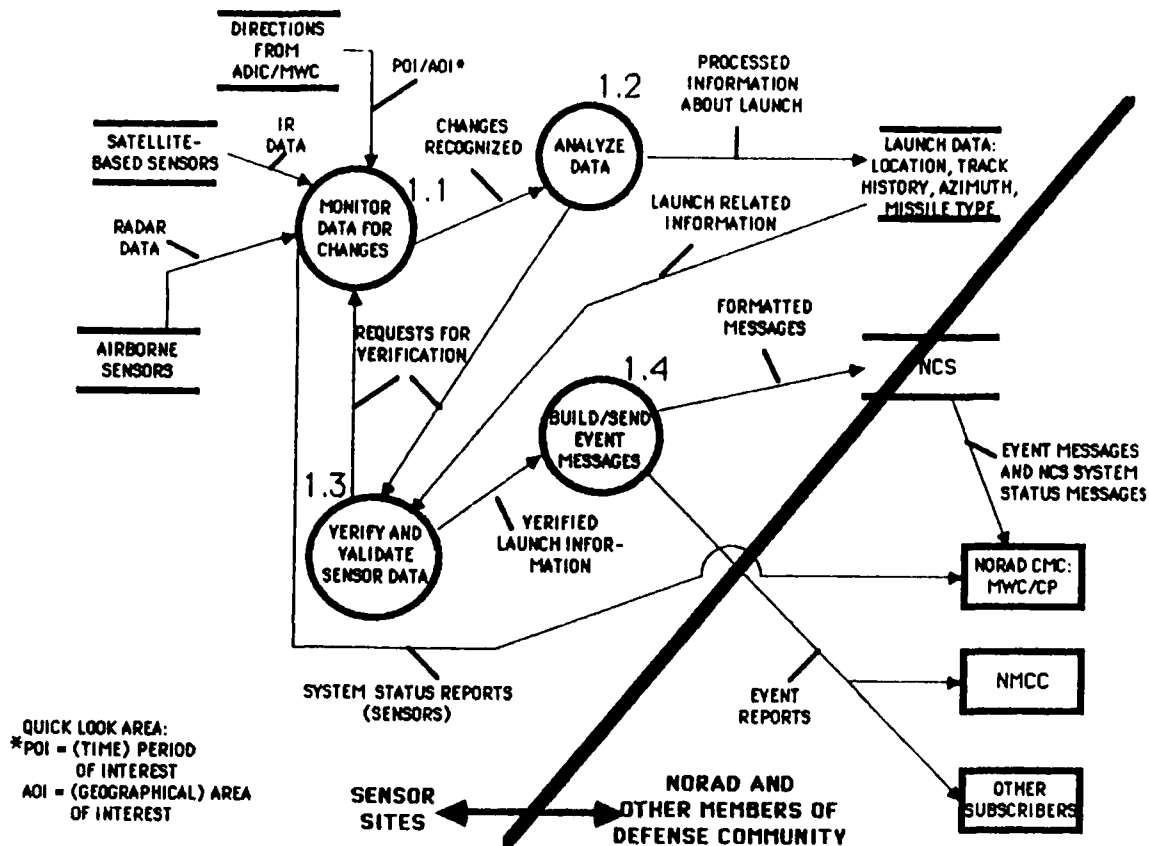 DIRECTIONS
FROM
ADIC/MWC
POI/AOI*
IR
DATA
SATELLITE-
BASED SENSORS
RADAR
DATA
AIRBORNE
SENSORS
1.1
MONITOR
DATA FOR
CHANGES
CHANGES
RECOGNIZED
1.2
ANALYZE
DATA
PROCESSED
INFORMATION
ABOUT LAUNCH
LAUNCH DATA:
LOCATION, TRACK
HISTORY, AZIMUTH,
MISSILE TYPE
LAUNCH RELATED
INFORMATION
REQUESTS FOR
VERIFICATION
FORMATTED
MESSAGES
NCS
1.4
BUILD/SEND
EVENT
MESSAGES
EVENT MESSAGES
AND NCS SYSTEM
STATUS MESSAGES
1.3
VERIFY AND
VALIDATE
SENSOR DATA
VERIFIED
LAUNCH INFOR-
MATION
NORAD CMC:
MWC/CP
SYSTEM STATUS REPORTS
(SENSORS)
EVENT
REPORTS
NMCC
OTHER
SUBSCRIBERS
QUICK LOOK AREA:
*POI = (TIME) PERIOD
OF INTEREST
AOI = (GEOGRAPHICAL) AREA
OF INTEREST
SENSOR
SITES
NORAD AND
OTHER MEMBERS OF
DEFENSE COMMUNITY